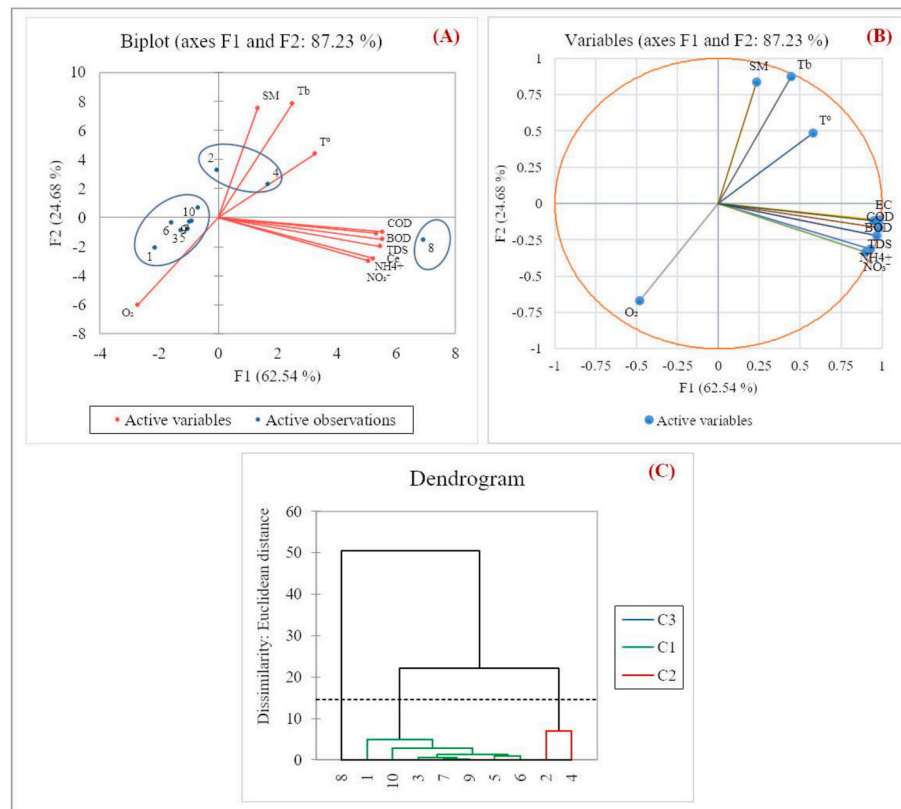 Biplot (axes F1 and F2: 87.23 %)
(A)
10
8
6
4
2
0
-2
-4
-6
-8
F2 (24.68 %)
SM
Tb
T°
2
4
10
6
3
5
1
8
COD
BOD
TDS
Ce
NH4+
NO₃⁻
O₂
-4
-2
0
2
4
6
8
F1 (62.54 %)
Active variables
Active observations
Variables (axes F1 and F2: 87.23 %)
(B)
1
0.75
0.5
0.25
0
-0.25
-0.5
-0.75
-1
F2 (24.68 %)
SM
Tb
T°
EC
COD
BOD
TDS
NH4+
NO₃⁻
O₂
-1
-0.75
-0.5
-0.25
0
0.25
0.5
0.75
1
F1 (62.54 %)
Active variables
Dendrogram
(C)
60
50
40
30
20
10
0
Dissimilarity: Euclidean distance
8
1
10
3
7
9
5
6
2
4
C3
C1
C2